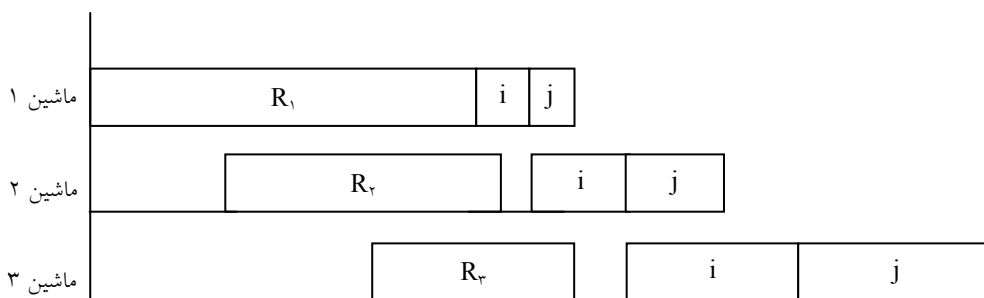 ماشین ۱ R۱ i j
ماشین ۲ R۲ i j
ماشین ۳ R۳ i j